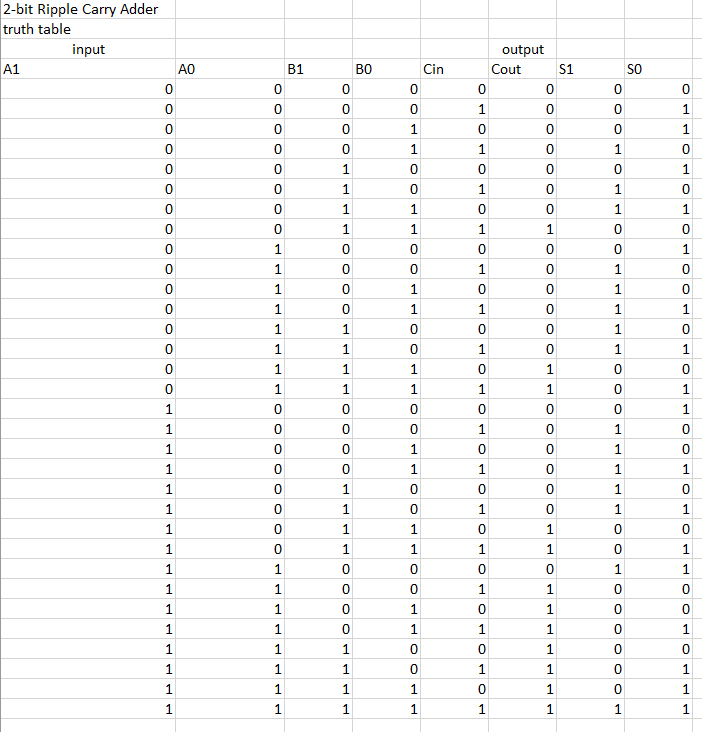 2-bit Ripple Carry Adder
truth table
input output
A1 A0 B1 B0 Cin Cout S1 S0
0 0 0 0 0 0 0 0
0 0 0 0 1 0 0 1
0 0 0 1 0 0 0 1
0 0 0 1 1 0 1 0
0 0 1 0 0 0 0 1
0 0 1 0 1 0 1 0
0 0 1 1 0 0 1 1
0 0 1 1 1 1 0 0
0 1 0 0 0 0 0 1
0 1 0 0 1 0 1 0
0 1 0 1 0 0 1 0
0 1 0 1 1 0 1 1
0 1 1 0 0 0 1 0
0 1 1 0 1 0 1 1
0 1 1 1 0 1 0 0
0 1 1 1 1 1 0 1
1 0 0 0 0 0 0 1
1 0 0 0 1 0 1 0
1 0 0 1 0 0 1 0
1 0 0 1 1 0 1 1
1 0 1 0 0 0 1 0
1 0 1 0 1 0 1 1
1 0 1 1 0 1 0 0
1 0 1 1 1 1 0 1
1 1 0 0 0 0 1 1
1 1 0 0 1 1 0 0
1 1 0 1 0 1 0 0
1 1 0 1 1 1 0 1
1 1 1 0 0 1 0 0
1 1 1 0 1 1 0 1
1 1 1 1 0 1 0 1
1 1 1 1 1 1 1 1